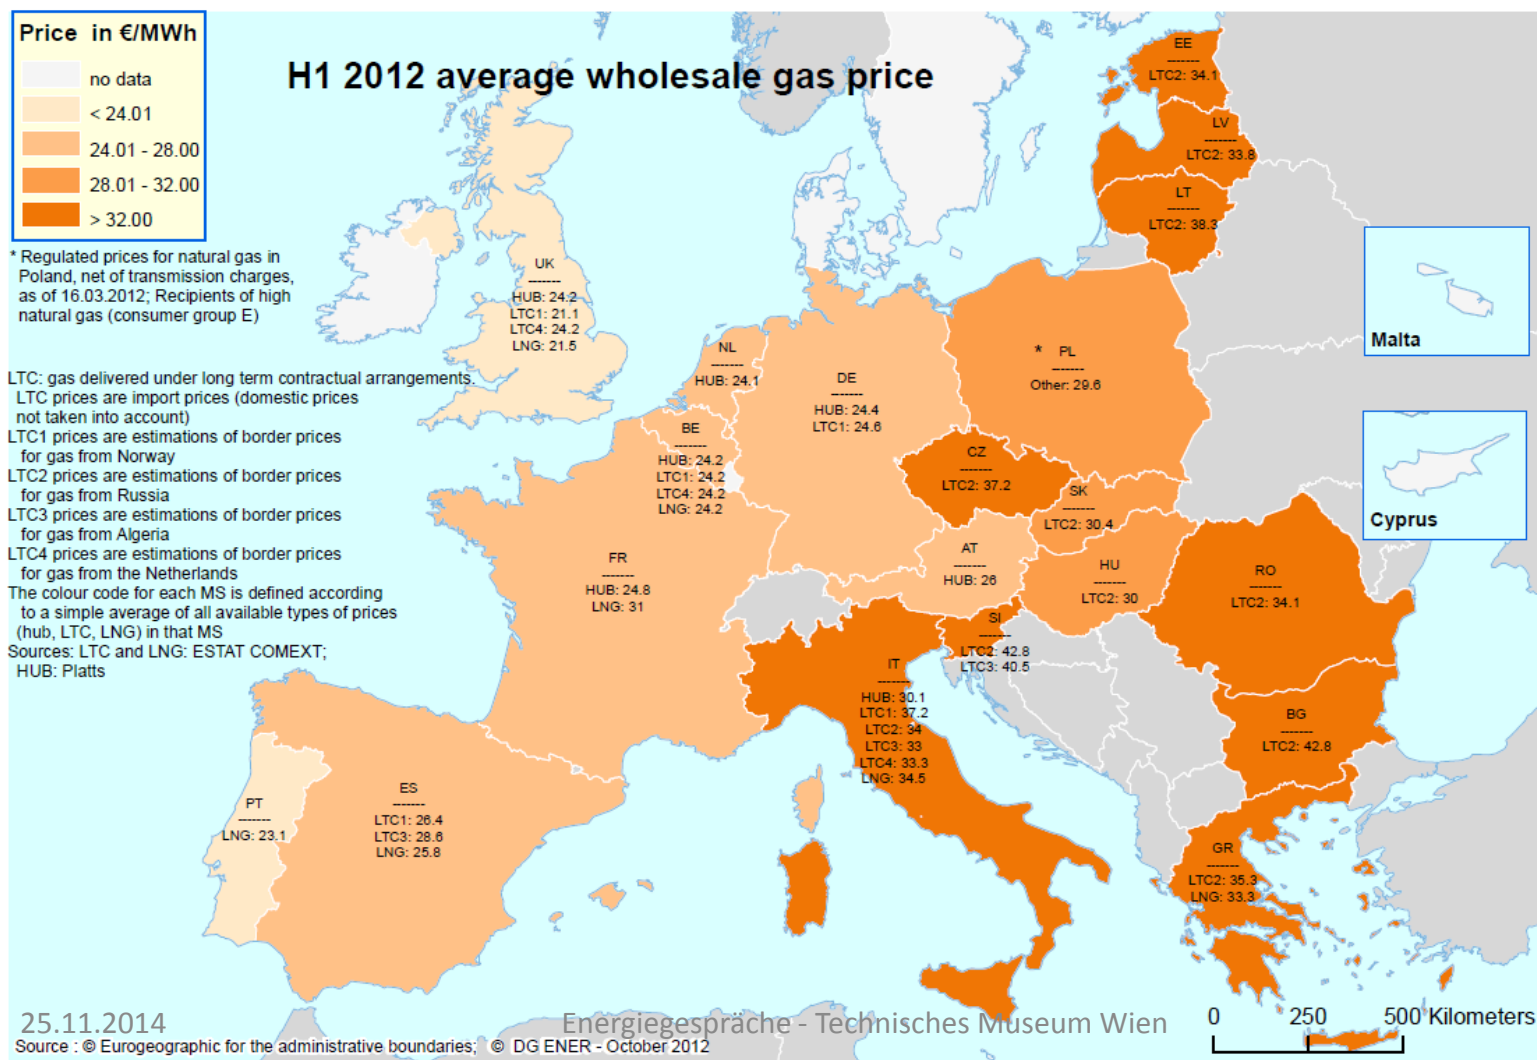 Price in €/MWh
no data
< 24.01
24.01 - 28.00
28.01 - 32.00
> 32.00
H1 2012 average wholesale gas price
* Regulated prices for natural gas in
Poland, net of transmission charges,
as of 16.03.2012; Recipients of high
natural gas (consumer group E)
LTC: gas delivered under long term contractual arrangements.
LTC prices are import prices (domestic prices
not taken into account)
LTC1 prices are estimations of border prices
for gas from Norway
LTC2 prices are estimations of border prices
for gas from Russia
LTC3 prices are estimations of border prices
for gas from Algeria
LTC4 prices are estimations of border prices
for gas from the Netherlands
The colour code for each MS is defined according
to a simple average of all available types of prices
(hub, LTC, LNG) in that MS
Sources: LTC and LNG: ESTAT COMEXT;
HUB: Platts
EE
-------
LTC2: 34.1
LV
-------
LTC2: 33.8
LT
-------
LTC2: 38.3
UK
-------
HUB: 24.2
LTC1: 21.1
LTC4: 24.2
LNG: 21.5
NL
-------
HUB: 24.1
DE
-------
HUB: 24.4
LTC1: 24.6
* PL
-------
Other: 29.6
BE
-------
HUB: 24.2
LTC1: 24.2
LTC4: 24.2
LNG: 24.2
CZ
-------
LTC2: 37.2
SK
-------
LTC2: 30.4
FR
-------
HUB: 24.8
LNG: 31
AT
-------
HUB: 26
HU
-------
LTC2: 30
RO
-------
LTC2: 34.1
SI
-------
LTC2: 42.8
LTC3: 40.5
IT
-------
HUB: 30.1
LTC1: 37.2
LTC2: 34
LTC3: 33
LTC4: 33.3
LNG: 34.5
BG
-------
LTC2: 42.8
PT
-------
LNG: 23.1
ES
-------
LTC1: 26.4
LTC3: 28.6
LNG: 25.8
GR
-------
LTC2: 35.3
LNG: 33.3
Malta
Cyprus
0 250 500 Kilometers
25.11.2014
Energiegespräche - Technisches Museum Wien
Source : © Eurogeographic for the administrative boundaries; © DG ENER - October 2012